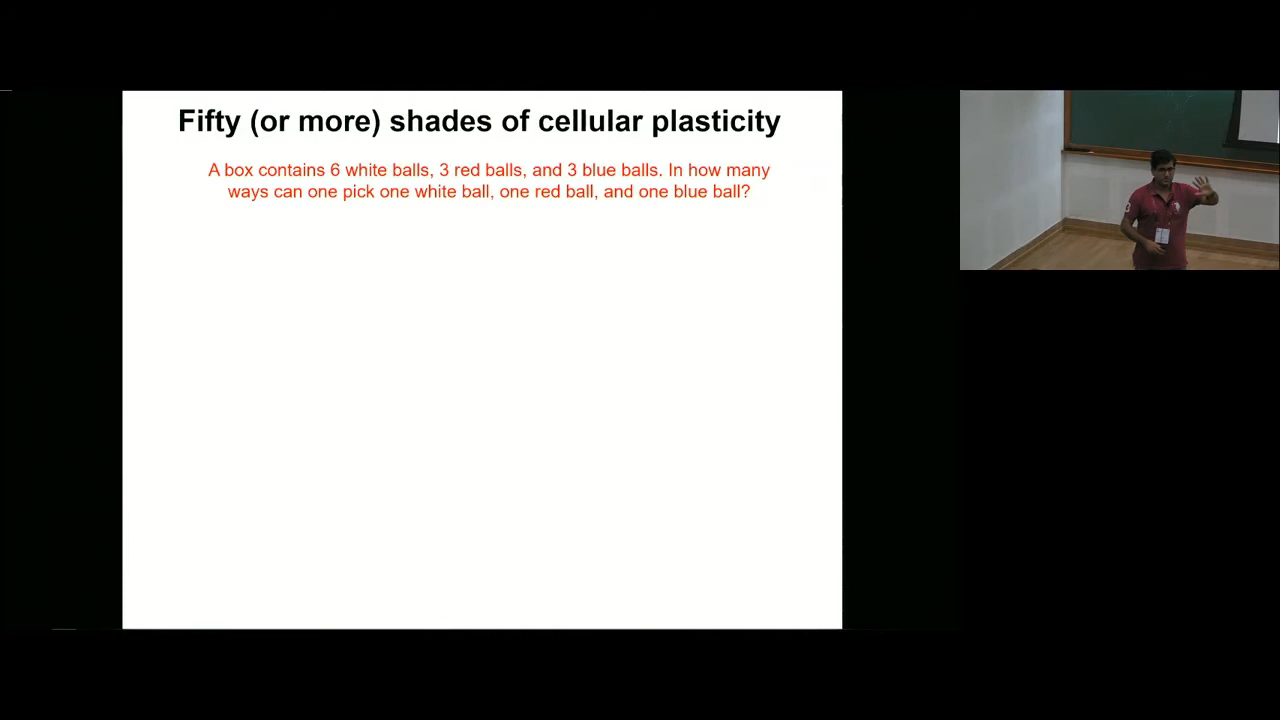 Fifty (or more) shades of cellular plasticity
A box contains 6 white balls, 3 red balls, and 3 blue balls. In how many
ways can one pick one white ball, one red ball, and one blue ball?